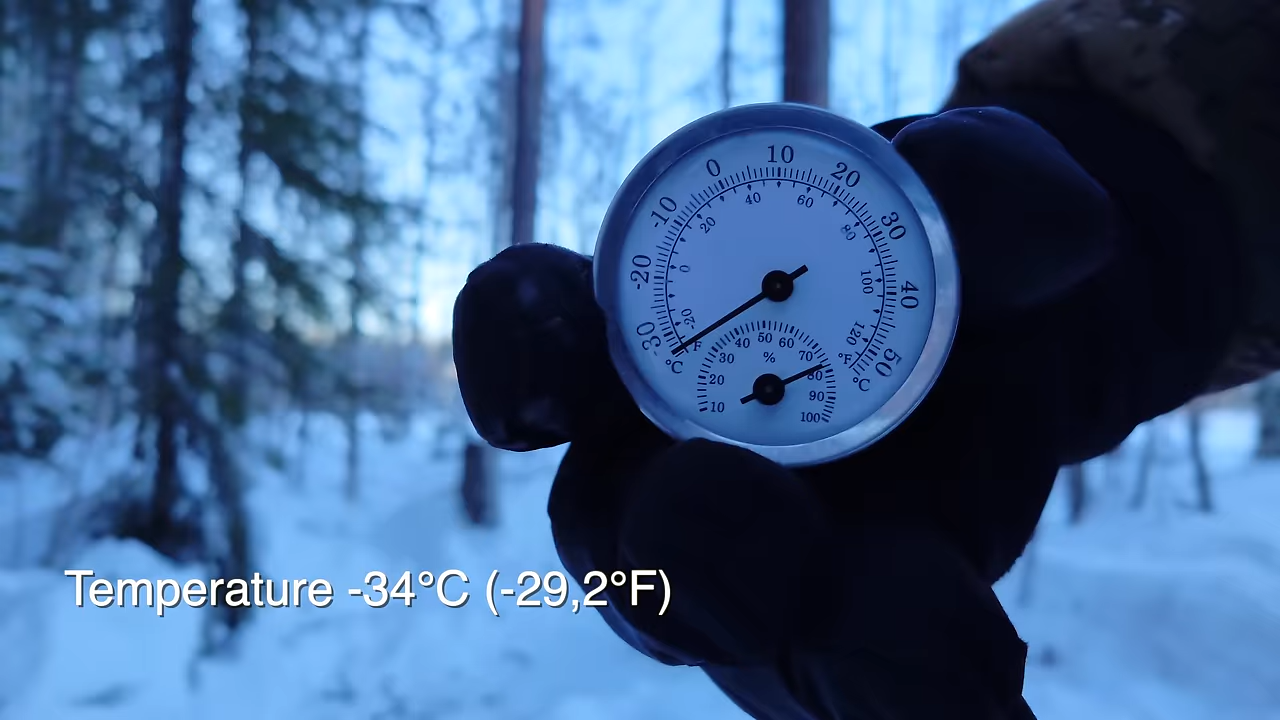 -30 -20 -10 0 10 20 30 40 50
°C °C
-20 0 20 40 60 80 100 120
°F °F
10 20 30 40 50 60 70 80 90 100
%
Temperature -34°C (-29,2°F)